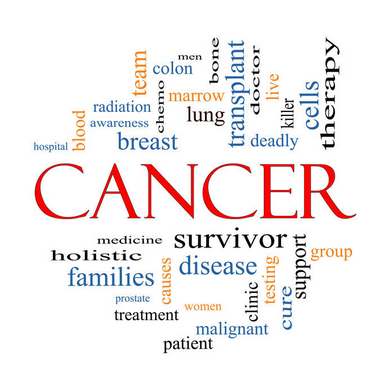 men
bone
colon
team
transplant
doctor
therapy
radiation
chemo
marrow
live
killer
cells
awareness
lung
hospital
blood
breast
deadly
CANCER
medicine
survivor
holistic
group
families
causes
disease
testing
support
prostate
women
clinic
cure
treatment
malignant
patient